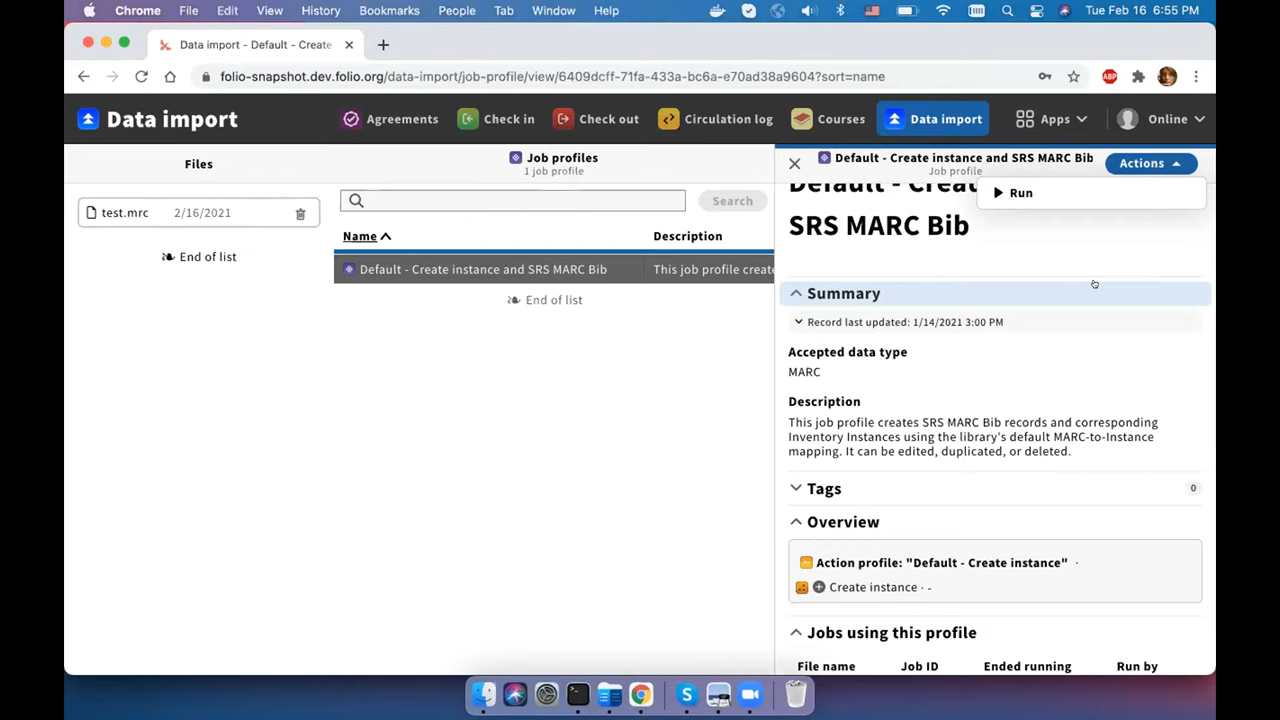 Chrome File Edit View History Bookmarks People Tab Window Help Tue Feb 16 6:55 PM
Data import - Default - Create
folio-snapshot.dev.folio.org/data-import/job-profile/view/6409dcff-71fa-433a-bc6a-e70ad38a9604?sort=name
ABP
Data import Agreements Check in Check out Circulation log Courses Data import Apps Online
Files
test.mrc 2/16/2021
End of list
Job profiles
1 job profile
Search
Name Description
Default - Create instance and SRS MARC Bib This job profile create
End of list
Default - Create instance and SRS MARC Bib
Job profile
Actions
Run
Default - Crea
SRS MARC Bib
Summary
Record last updated: 1/14/2021 3:00 PM
Accepted data type
MARC
Description
This job profile creates SRS MARC Bib records and corresponding
Inventory Instances using the library's default MARC-to-Instance
mapping. It can be edited, duplicated, or deleted.
Tags 0
Overview
Action profile: "Default - Create instance" ·
Create instance · -
Jobs using this profile
File name Job ID Ended running Run by